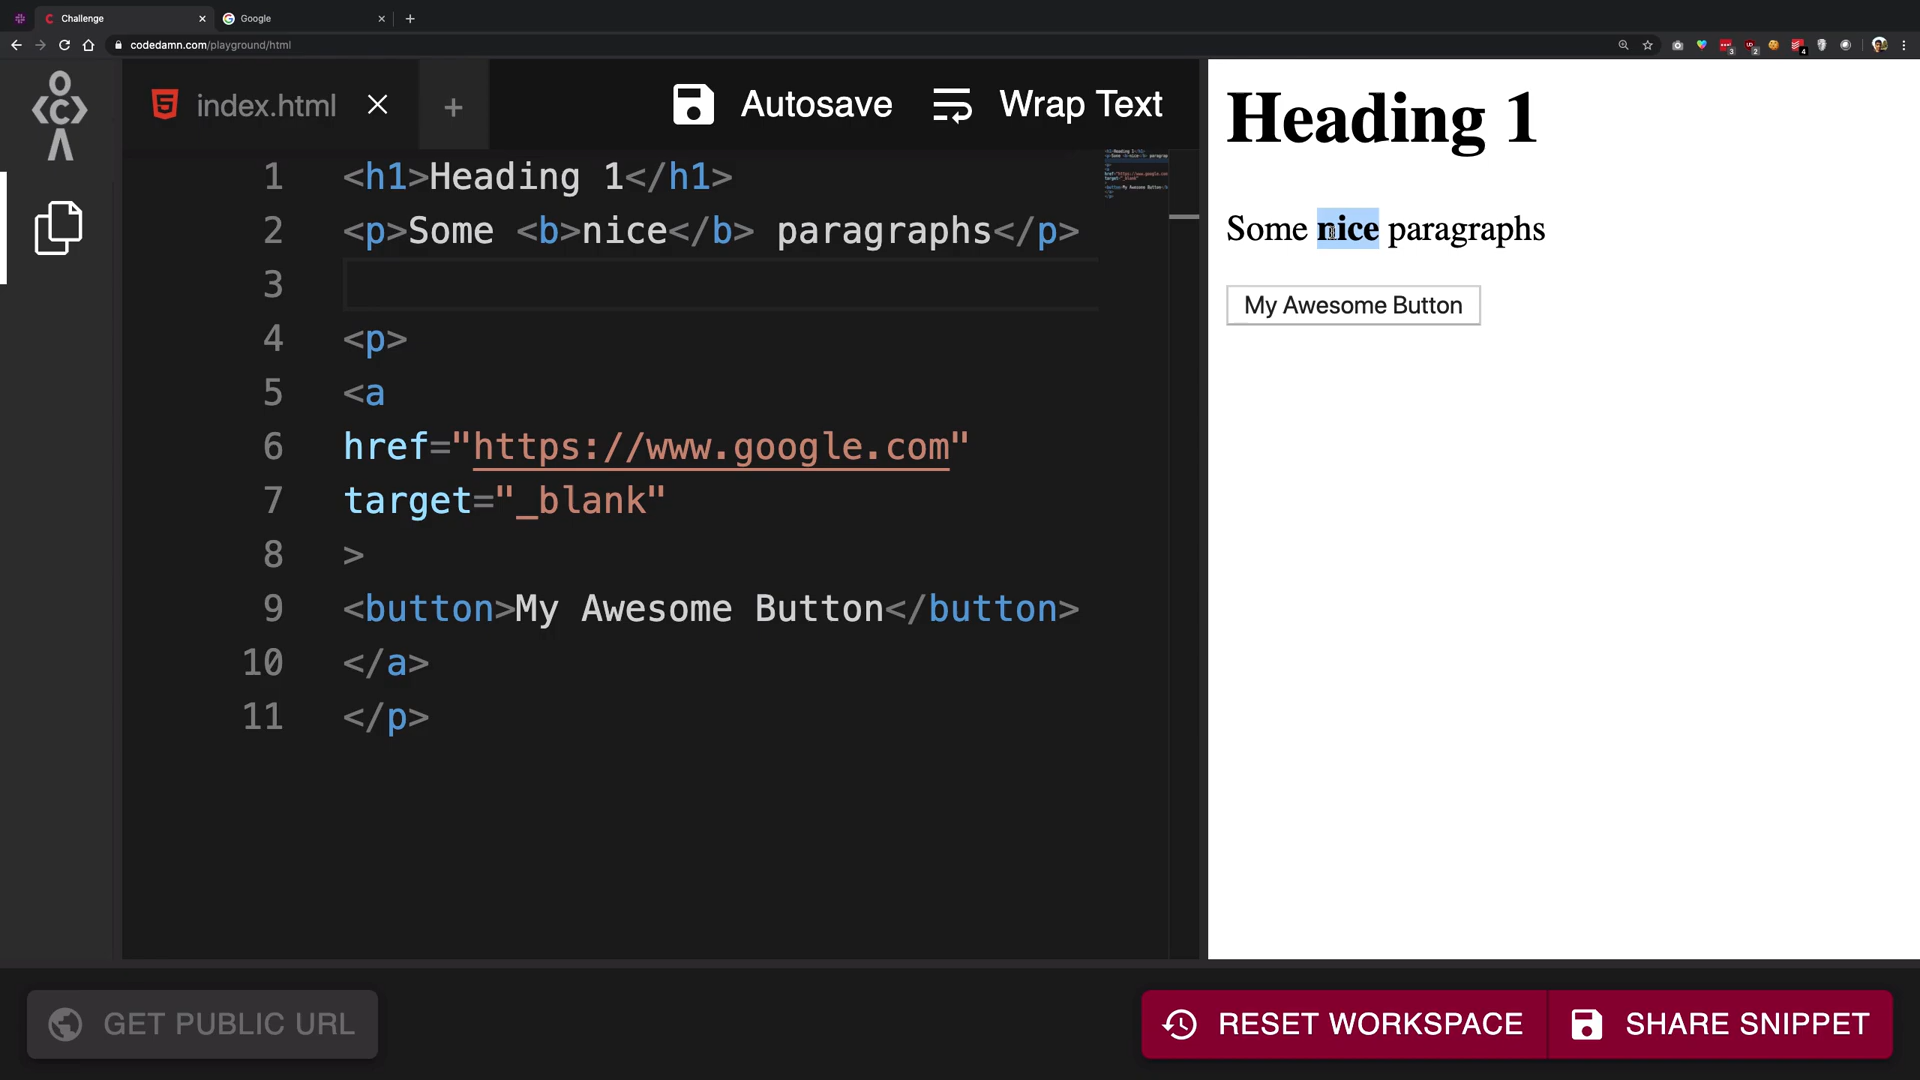 Challenge
Google
codedamn.com/playground/html
index.html
Autosave
Wrap Text
1 <h1>Heading 1</h1>
2 <p>Some <b>nice</b> paragraphs</p>
3
4 <p>
5 <a
6 href="https://www.google.com"
7 target="_blank"
8 >
9 <button>My Awesome Button</button>
10 </a>
11 </p>
Heading 1
Some nice paragraphs
My Awesome Button
GET PUBLIC URL
RESET WORKSPACE
SHARE SNIPPET